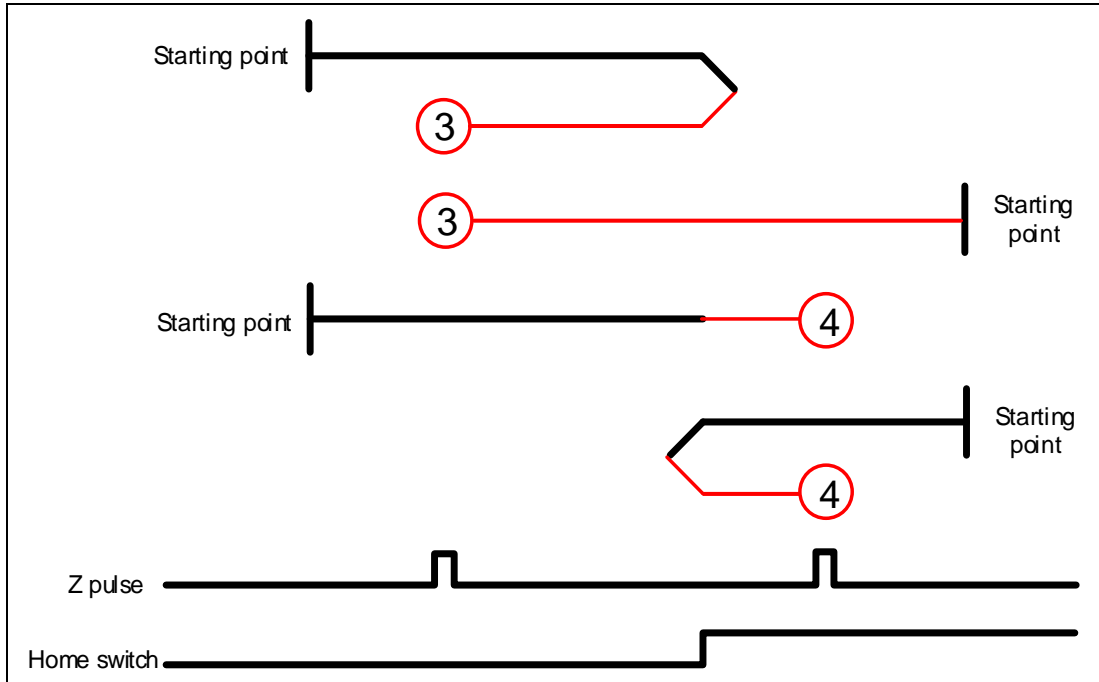 Starting point
3
3
Starting
point
Starting point
4
Starting
point
4
Z pulse
Home switch